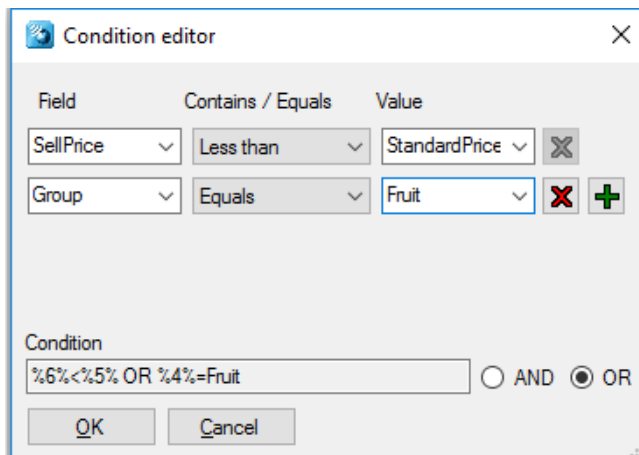 Condition editor
Field Contains / Equals Value
SellPrice Less than StandardPrice
Group Equals Fruit
Condition
%6%<%5% OR %4%=Fruit AND OR
OK Cancel